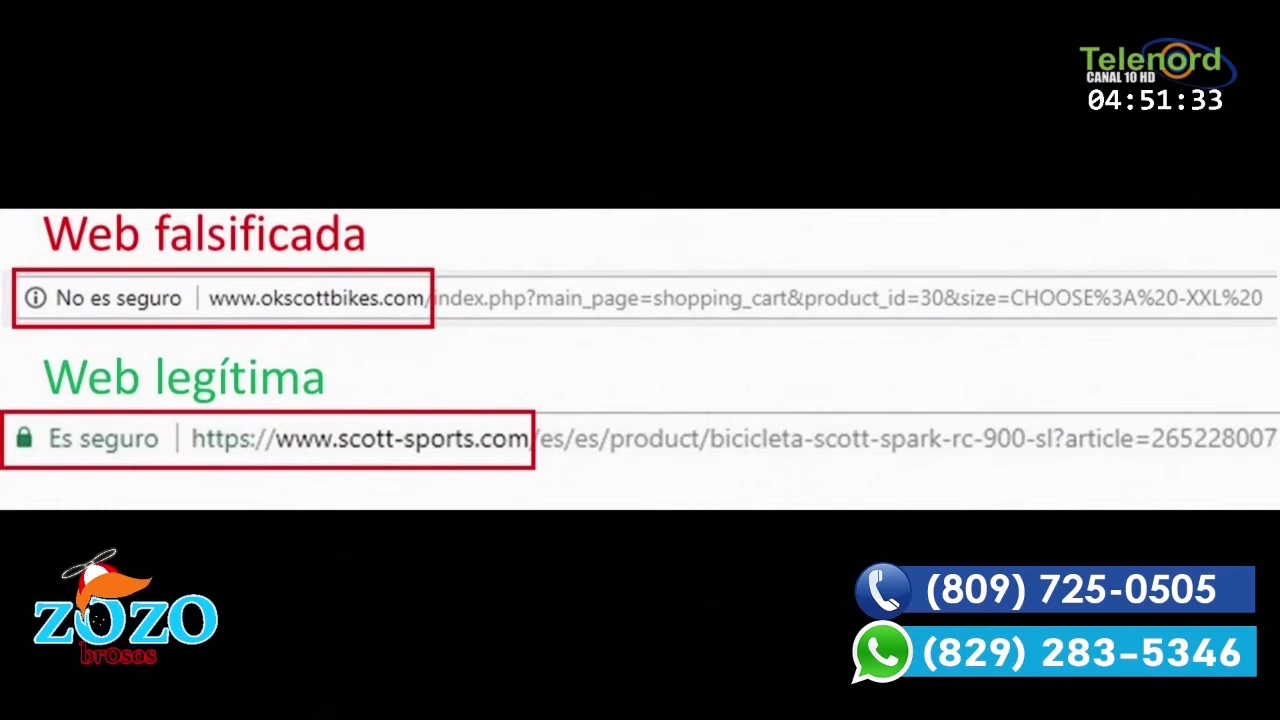 Telenord
CANAL 10 HD
04:51:33
Web falsificada
No es seguro | www.okscottbikes.com/index.php?main_page=shopping_cart&product_id=30&size=CHOOSE%3A%20-XXL%20
Web legítima
Es seguro | https://www.scott-sports.com/es/es/product/bicicleta-scott-spark-rc-900-sl?article=265228007
zozo
brosos
(809) 725-0505
(829) 283-5346